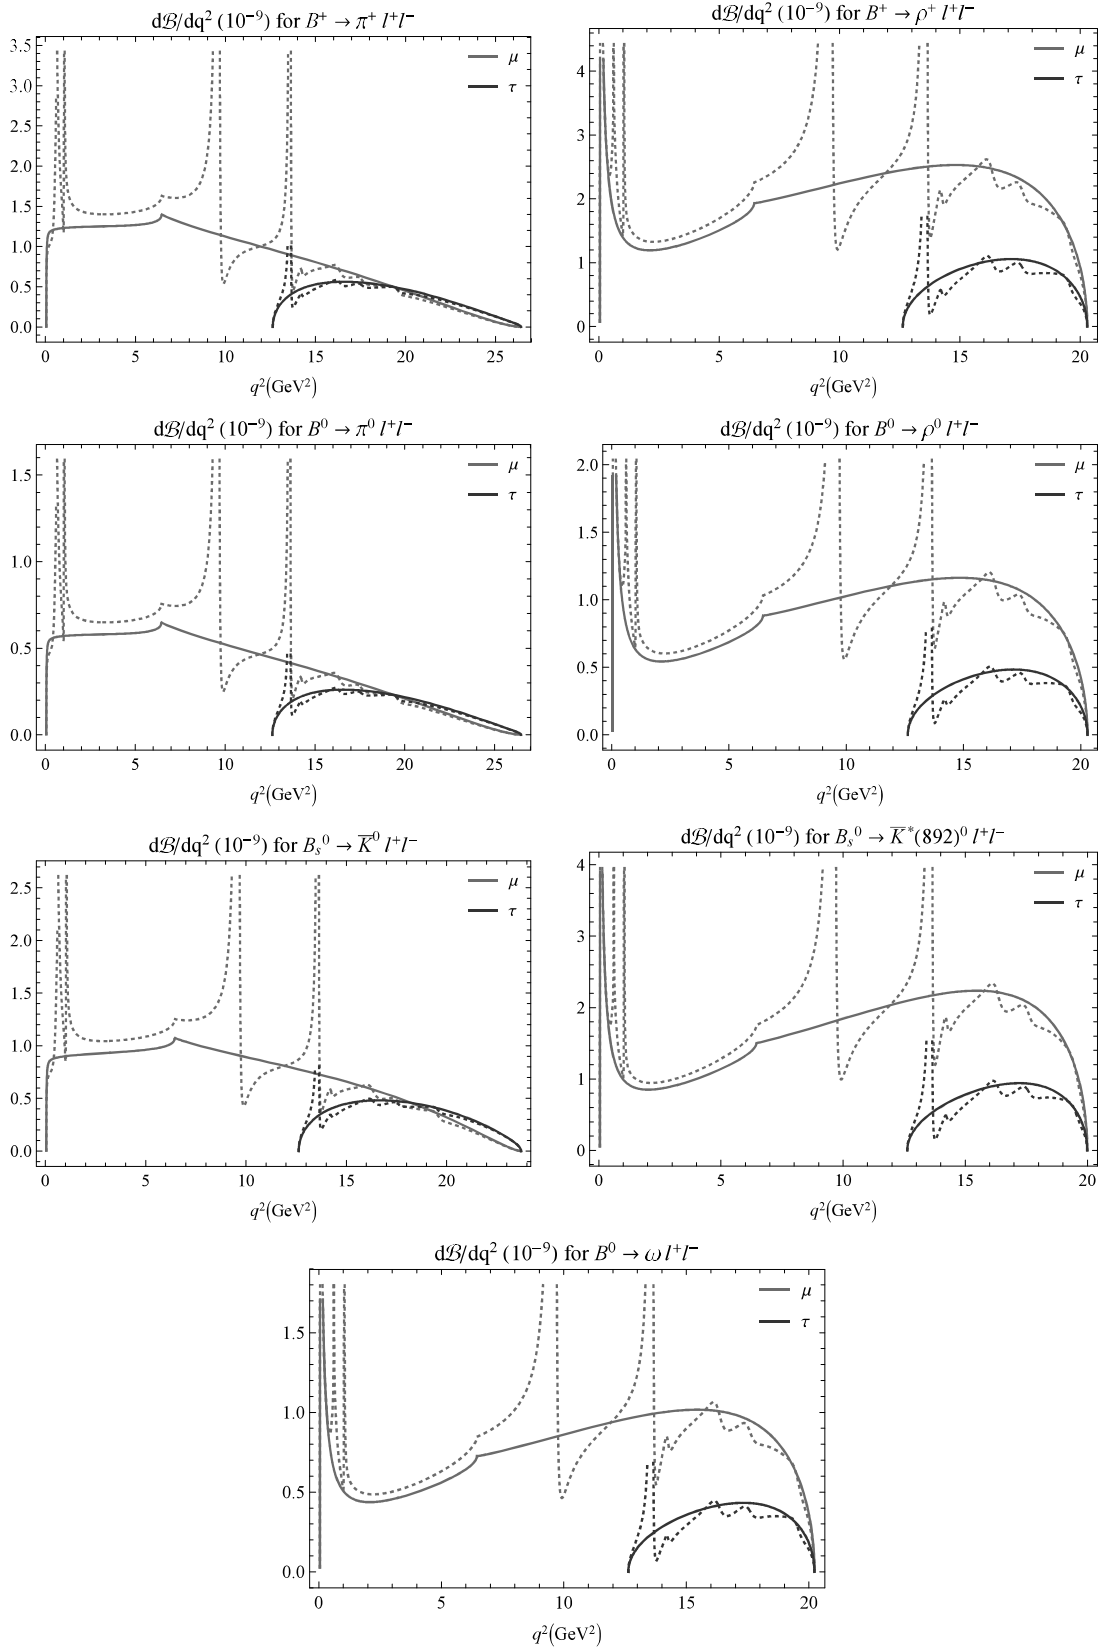 dℬ/dq² (10⁻⁹) for B⁺ → π⁺ l⁺l⁻
μ
τ
3.5
3.0
2.5
2.0
1.5
1.0
0.5
0.0
0 5 10 15 20 25
q²(GeV²)
dℬ/dq² (10⁻⁹) for B⁺ → ρ⁺ l⁺l⁻
μ
τ
4
3
2
1
0
0 5 10 15 20
q²(GeV²)
dℬ/dq² (10⁻⁹) for B⁰ → π⁰ l⁺l⁻
μ
τ
1.5
1.0
0.5
0.0
0 5 10 15 20 25
q²(GeV²)
dℬ/dq² (10⁻⁹) for B⁰ → ρ⁰ l⁺l⁻
μ
τ
2.0
1.5
1.0
0.5
0.0
0 5 10 15 20
q²(GeV²)
dℬ/dq² (10⁻⁹) for Bₛ⁰ → K̅⁰ l⁺l⁻
μ
τ
2.5
2.0
1.5
1.0
0.5
0.0
0 5 10 15 20
q²(GeV²)
dℬ/dq² (10⁻⁹) for Bₛ⁰ → K̅*(892)⁰ l⁺l⁻
μ
τ
4
3
2
1
0
0 5 10 15 20
q²(GeV²)
dℬ/dq² (10⁻⁹) for B⁰ → ω l⁺l⁻
μ
τ
1.5
1.0
0.5
0.0
0 5 10 15 20
q²(GeV²)